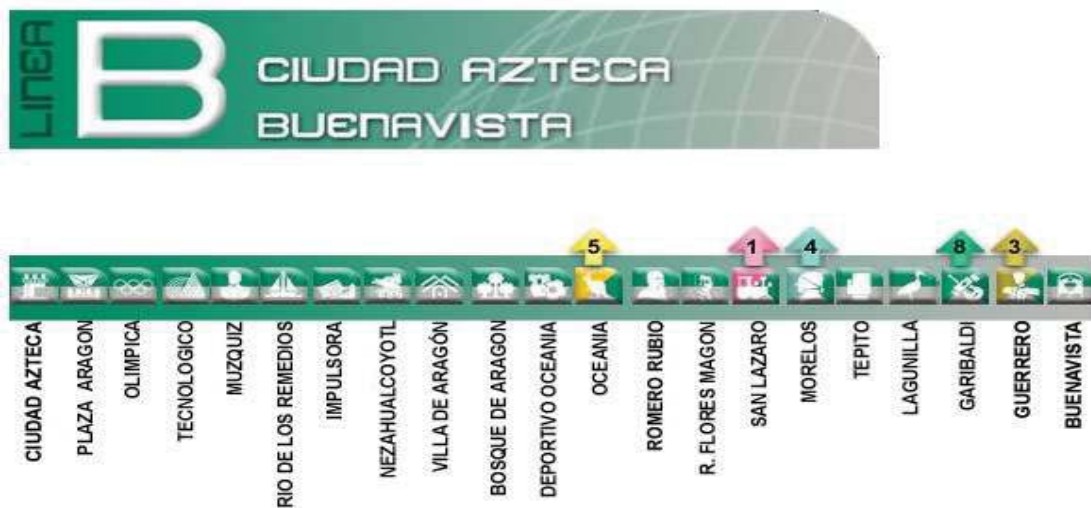 LINEA
B
CIUDAD AZTECA
BUENAVISTA
5
1
4
8
3
CIUDAD AZTECA
PLAZA ARAGON
OLIMPICA
TECNOLOGICO
MUZQUIZ
RIO DE LOS REMEDIOS
IMPULSORA
NEZAHUALCOYOTL
VILLA DE ARAGÓN
BOSQUE DE ARAGON
DEPORTIVO OCEANIA
OCEANIA
ROMERO RUBIO
R. FLORES MAGON
SAN LAZARO
MORELOS
TEPITO
LAGUNILLA
GARIBALDI
GUERRERO
BUENAVISTA